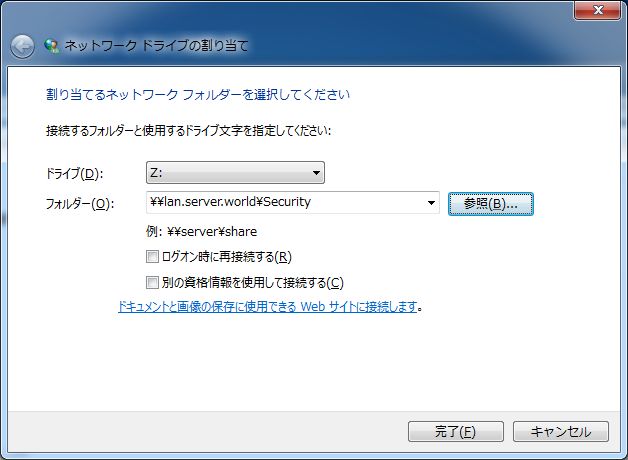 ネットワーク ドライブの割り当て
割り当てるネットワーク フォルダーを選択してください
接続するフォルダーと使用するドライブ文字を指定してください:
ドライブ(D): Z:
フォルダー(O): ¥¥lan.server.world¥Security 参照(B)...
例: ¥¥server¥share
ログオン時に再接続する(R)
別の資格情報を使用して接続する(C)
ドキュメントと画像の保存に使用できる Web サイトに接続します。
完了(F) キャンセル